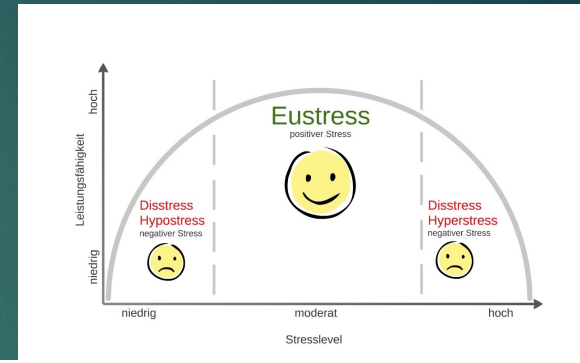 hoch
Leistungsfähigkeit
niedrig
Eustress
positiver Stress
Disstress
Hypostress
negativer Stress
Disstress
Hyperstress
negativer Stress
niedrig
moderat
hoch
Stresslevel